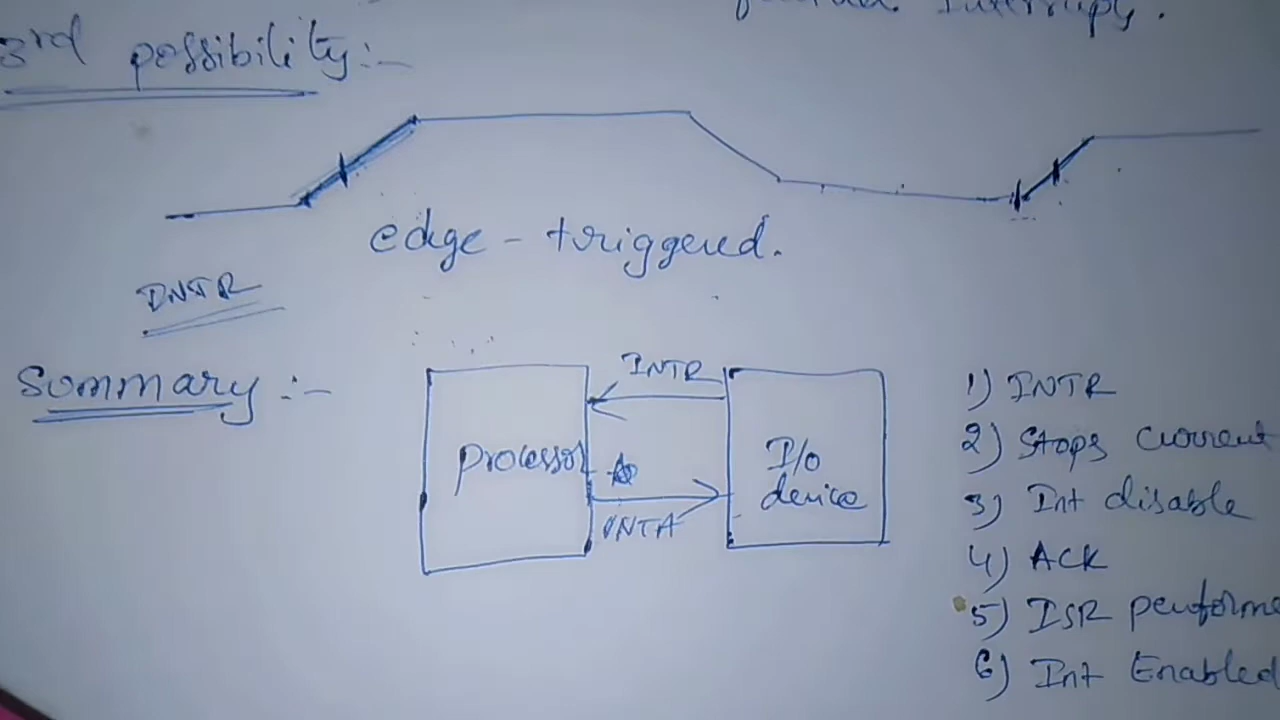 Interrupy.
3rd possibility:-
edge-triggered.
INTR
Summary:-
INTR
processor
I/o
device
INTA
1) INTR
2) Stops current
3) Int disable
4) ACK
5) ISR performe
6) Int Enabled